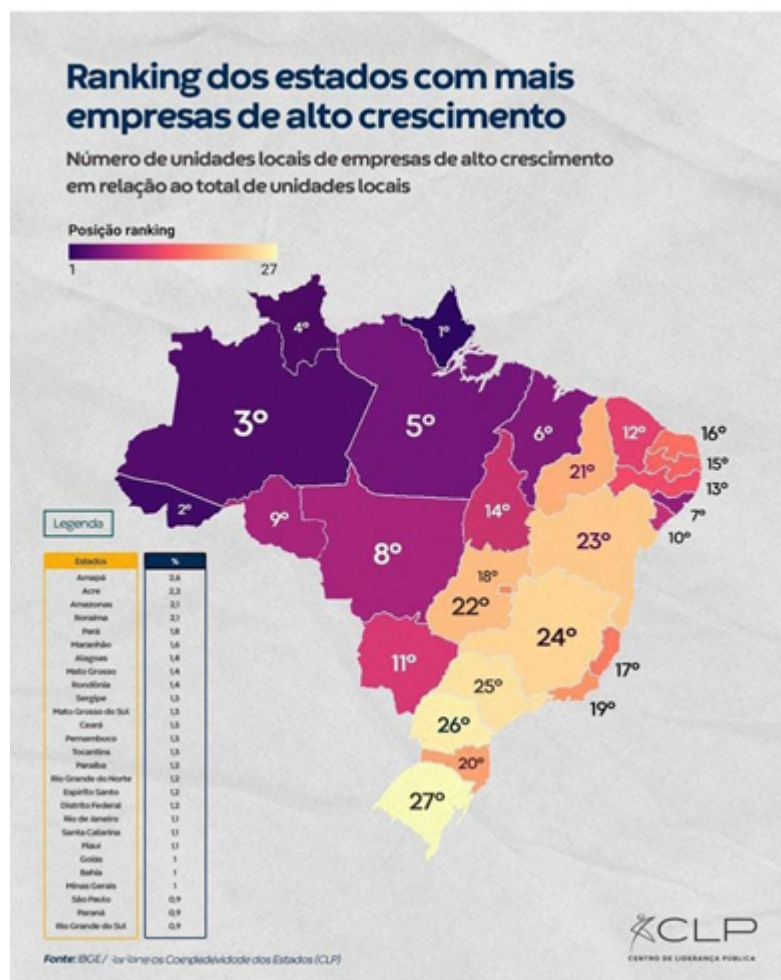 Ranking dos estados com mais
empresas de alto crescimento
Número de unidades locais de empresas de alto crescimento
em relação ao total de unidades locais
Posição ranking
1 27
4º
1º
3º
5º
6º
12º
16º
15º
13º
7º
10º
21º
2º
9º
14º
8º
23º
18º
22º
24º
11º
17º
25º
19º
26º
20º
27º
Legenda
Estados %
Amapá 2,6
Acre 2,2
Amazonas 2,1
Roraima 2,1
Pará 1,8
Maranhão 1,6
Alagoas 1,4
Mato Grosso 1,4
Rondônia 1,4
Sergipe 1,3
Mato Grosso do Sul 1,3
Ceará 1,3
Pernambuco 1,3
Tocantins 1,3
Paraíba 1,2
Rio Grande do Norte 1,2
Espírito Santo 1,2
Distrito Federal 1,2
Rio de Janeiro 1,1
Santa Catarina 1,1
Piauí 1,1
Goiás 1
Bahia 1
Minas Gerais 1
São Paulo 0,9
Paraná 0,9
Rio Grande do Sul 0,9
Fonte: IBGE/ dos Estados (CLP)
CLP
CENTRO DE LIDERANÇA PÚBLICA